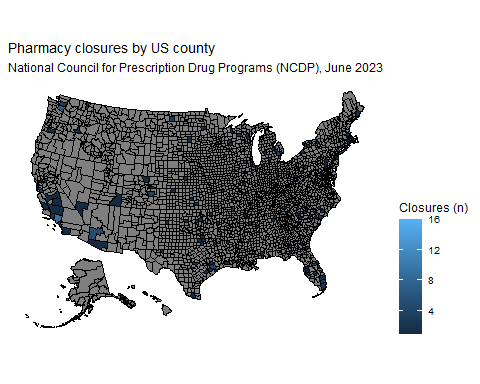 Pharmacy closures by US county
National Council for Prescription Drug Programs (NCDP), June 2023
Closures (n)
16
12
8
4